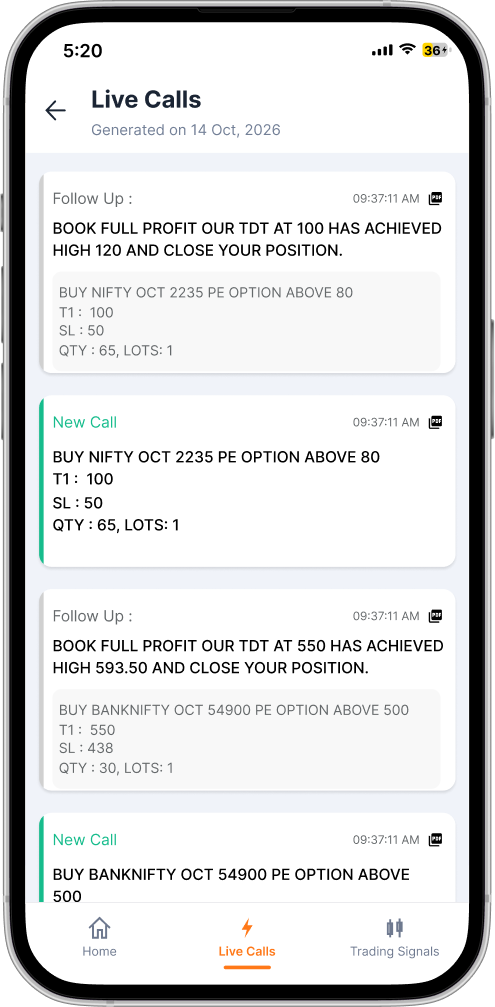 5:20
36
Live Calls
Generated on 14 Oct, 2026
Follow Up :
09:37:11 AM
PDF
BOOK FULL PROFIT OUR TDT AT 100 HAS ACHIEVED
HIGH 120 AND CLOSE YOUR POSITION.
BUY NIFTY OCT 2235 PE OPTION ABOVE 80
T1 : 100
SL : 50
QTY : 65, LOTS: 1
New Call
09:37:11 AM
PDF
BUY NIFTY OCT 2235 PE OPTION ABOVE 80
T1 : 100
SL : 50
QTY : 65, LOTS: 1
Follow Up :
09:37:11 AM
PDF
BOOK FULL PROFIT OUR TDT AT 550 HAS ACHIEVED
HIGH 593.50 AND CLOSE YOUR POSITION.
BUY BANKNIFTY OCT 54900 PE OPTION ABOVE 500
T1 : 550
SL : 438
QTY : 30, LOTS: 1
New Call
09:37:11 AM
PDF
BUY BANKNIFTY OCT 54900 PE OPTION ABOVE
500
Home
Live Calls
Trading Signals